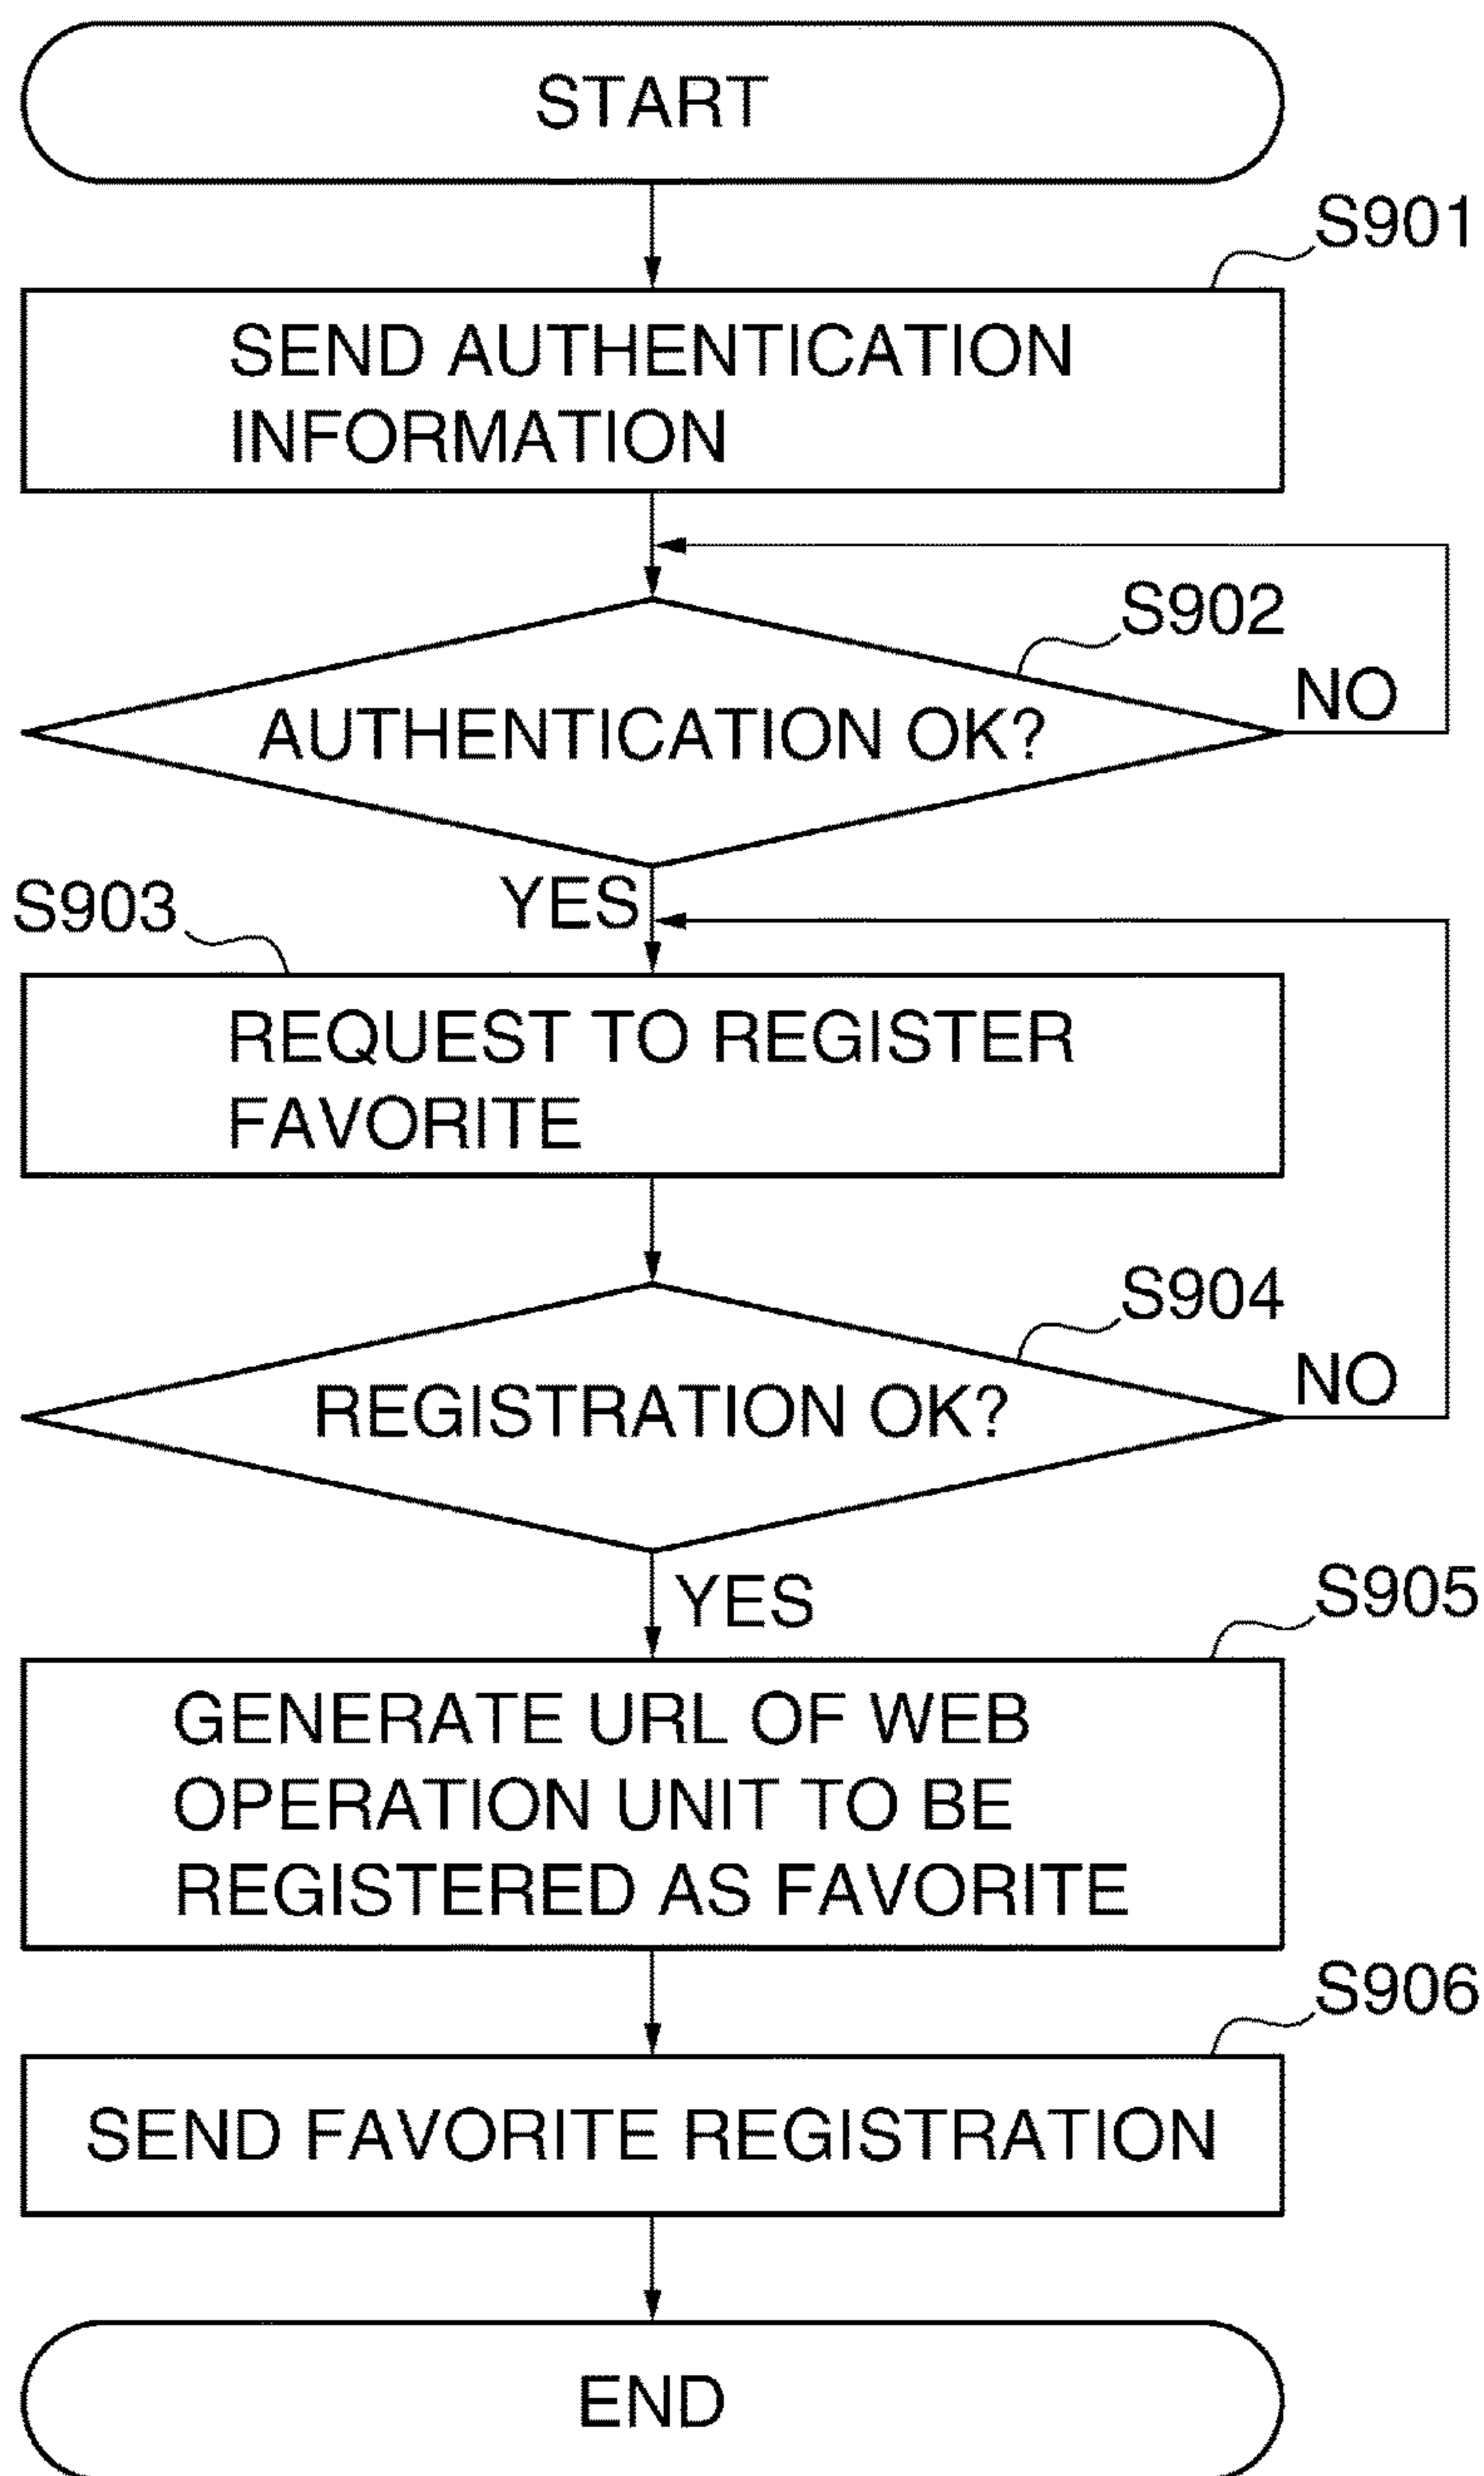 START
S901
SEND AUTHENTICATION
INFORMATION
S902
NO
AUTHENTICATION OK?
YES
S903
REQUEST TO REGISTER
FAVORITE
S904
NO
REGISTRATION OK?
YES
S905
GENERATE URL OF WEB
OPERATION UNIT TO BE
REGISTERED AS FAVORITE
S906
SEND FAVORITE REGISTRATION
END